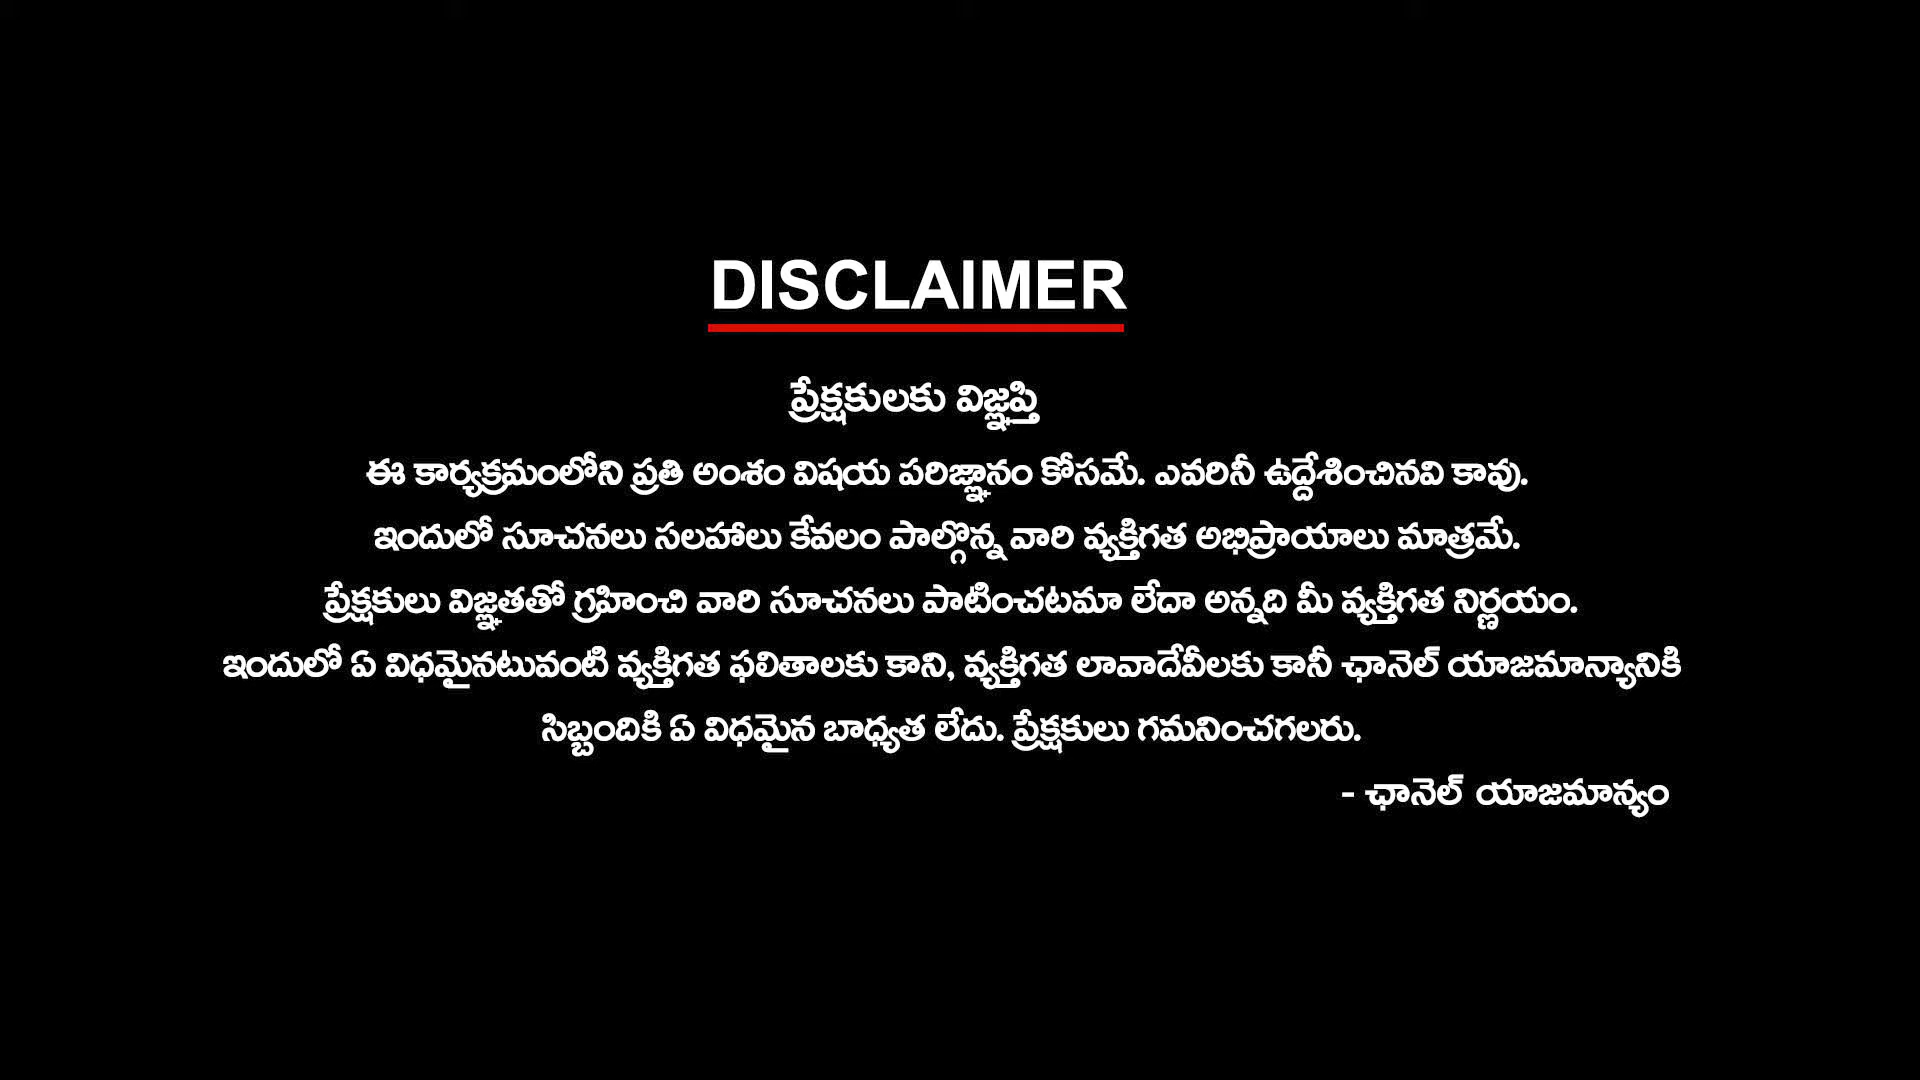 DISCLAIMER
ప్రేక్షకులకు విజ్ఞప్తి
ఈ కార్యక్రమంలోని ప్రతి అంశం విషయ పరిజ్ఞానం కోసమే. ఎవరినీ ఉద్దేశించినవి కావు.
ఇందులో సూచనలు సలహాలు కేవలం పాల్గొన్న వారి వ్యక్తిగత అభిప్రాయాలు మాత్రమే.
ప్రేక్షకులు విజ్ఞతతో గ్రహించి వారి సూచనలు పాటించటమా లేదా అన్నది మీ వ్యక్తిగత నిర్ణయం.
ఇందులో ఏ విధమైనటువంటి వ్యక్తిగత ఫలితాలకు కాని, వ్యక్తిగత లావాదేవీలకు కానీ ఛానెల్ యాజమాన్యానికి
సిబ్బందికి ఏ విధమైన బాధ్యత లేదు. ప్రేక్షకులు గమనించగలరు.
- ఛానెల్ యాజమాన్యం